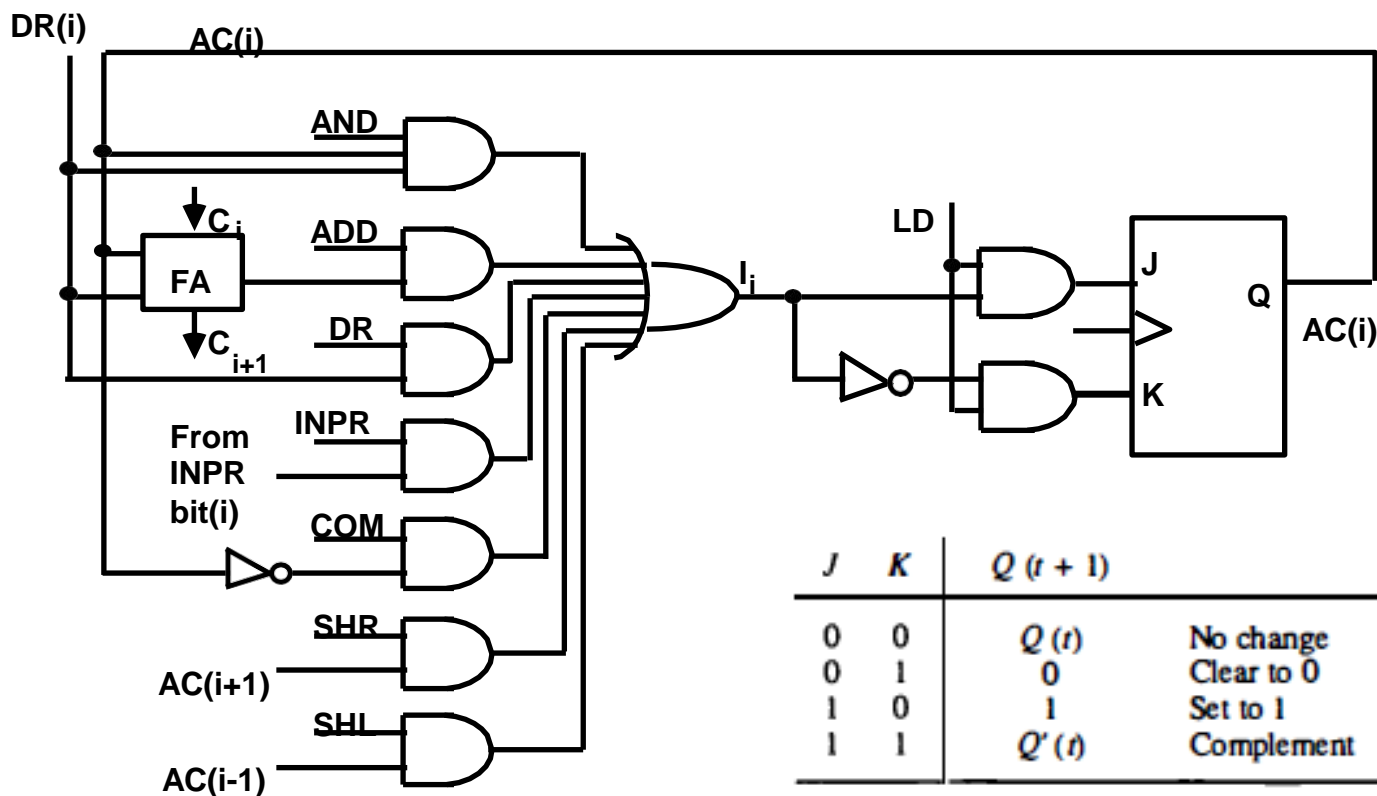 DR(i)
AC(i)
AND
C i
ADD
FA
DR
C i+1
INPR
From
INPR
bit(i)
COM
SHR
AC(i+1)
SHL
AC(i-1)
I i
LD
J
Q
K
AC(i)
J K Q (t + 1)
0 0 Q (t) No change
0 1 0 Clear to 0
1 0 1 Set to 1
1 1 Q' (t) Complement